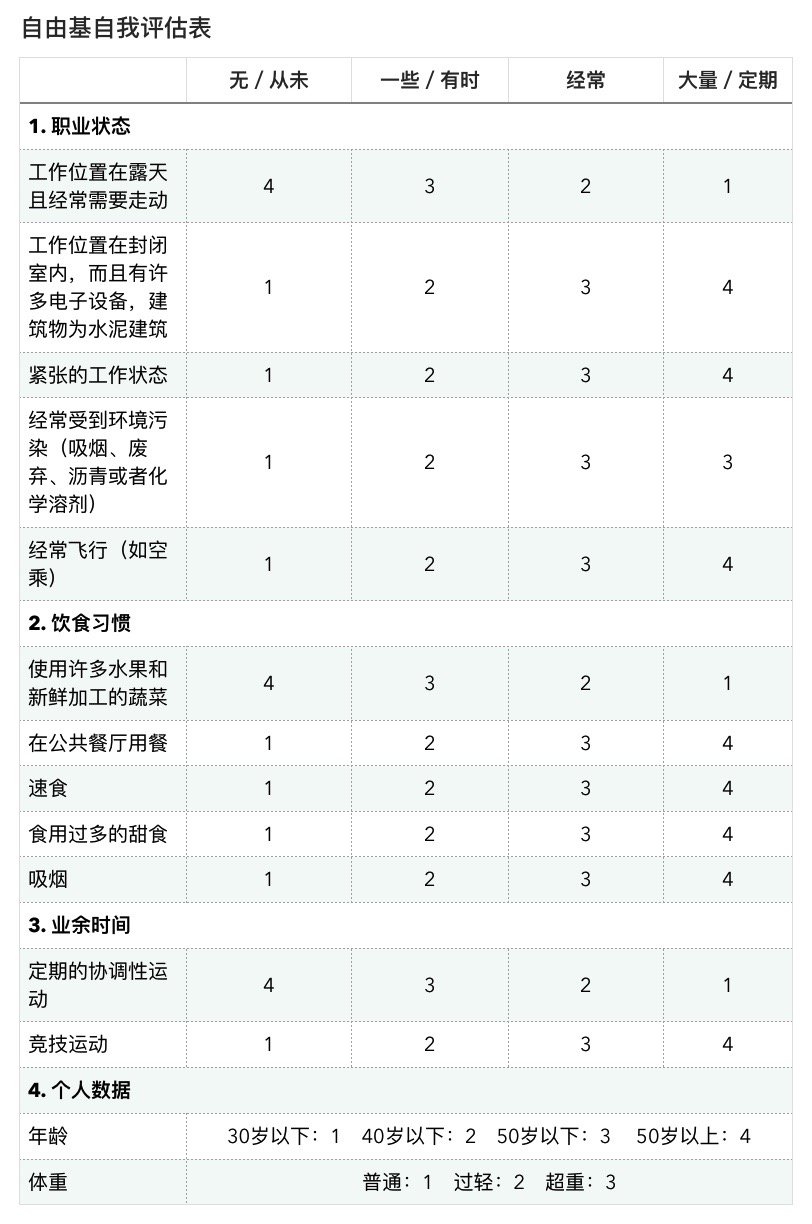 自由基自我评估表
无 / 从未 一些 / 有时 经常 大量 / 定期
1. 职业状态
工作位置在露天
且经常需要走动
4 3 2 1
工作位置在封闭
室内，而且有许
多电子设备，建
筑物为水泥建筑
1 2 3 4
紧张的工作状态 1 2 3 4
经常受到环境污
染（吸烟、废
弃、沥青或者化
学溶剂）
1 2 3 3
经常飞行（如空
乘）
1 2 3 4
2. 饮食习惯
使用许多水果和
新鲜加工的蔬菜
4 3 2 1
在公共餐厅用餐 1 2 3 4
速食 1 2 3 4
食用过多的甜食 1 2 3 4
吸烟 1 2 3 4
3. 业余时间
定期的协调性运
动
4 3 2 1
竞技运动 1 2 3 4
4. 个人数据
年龄 30岁以下：1 40岁以下：2 50岁以下：3 50岁以上：4
体重 普通：1 过轻：2 超重：3